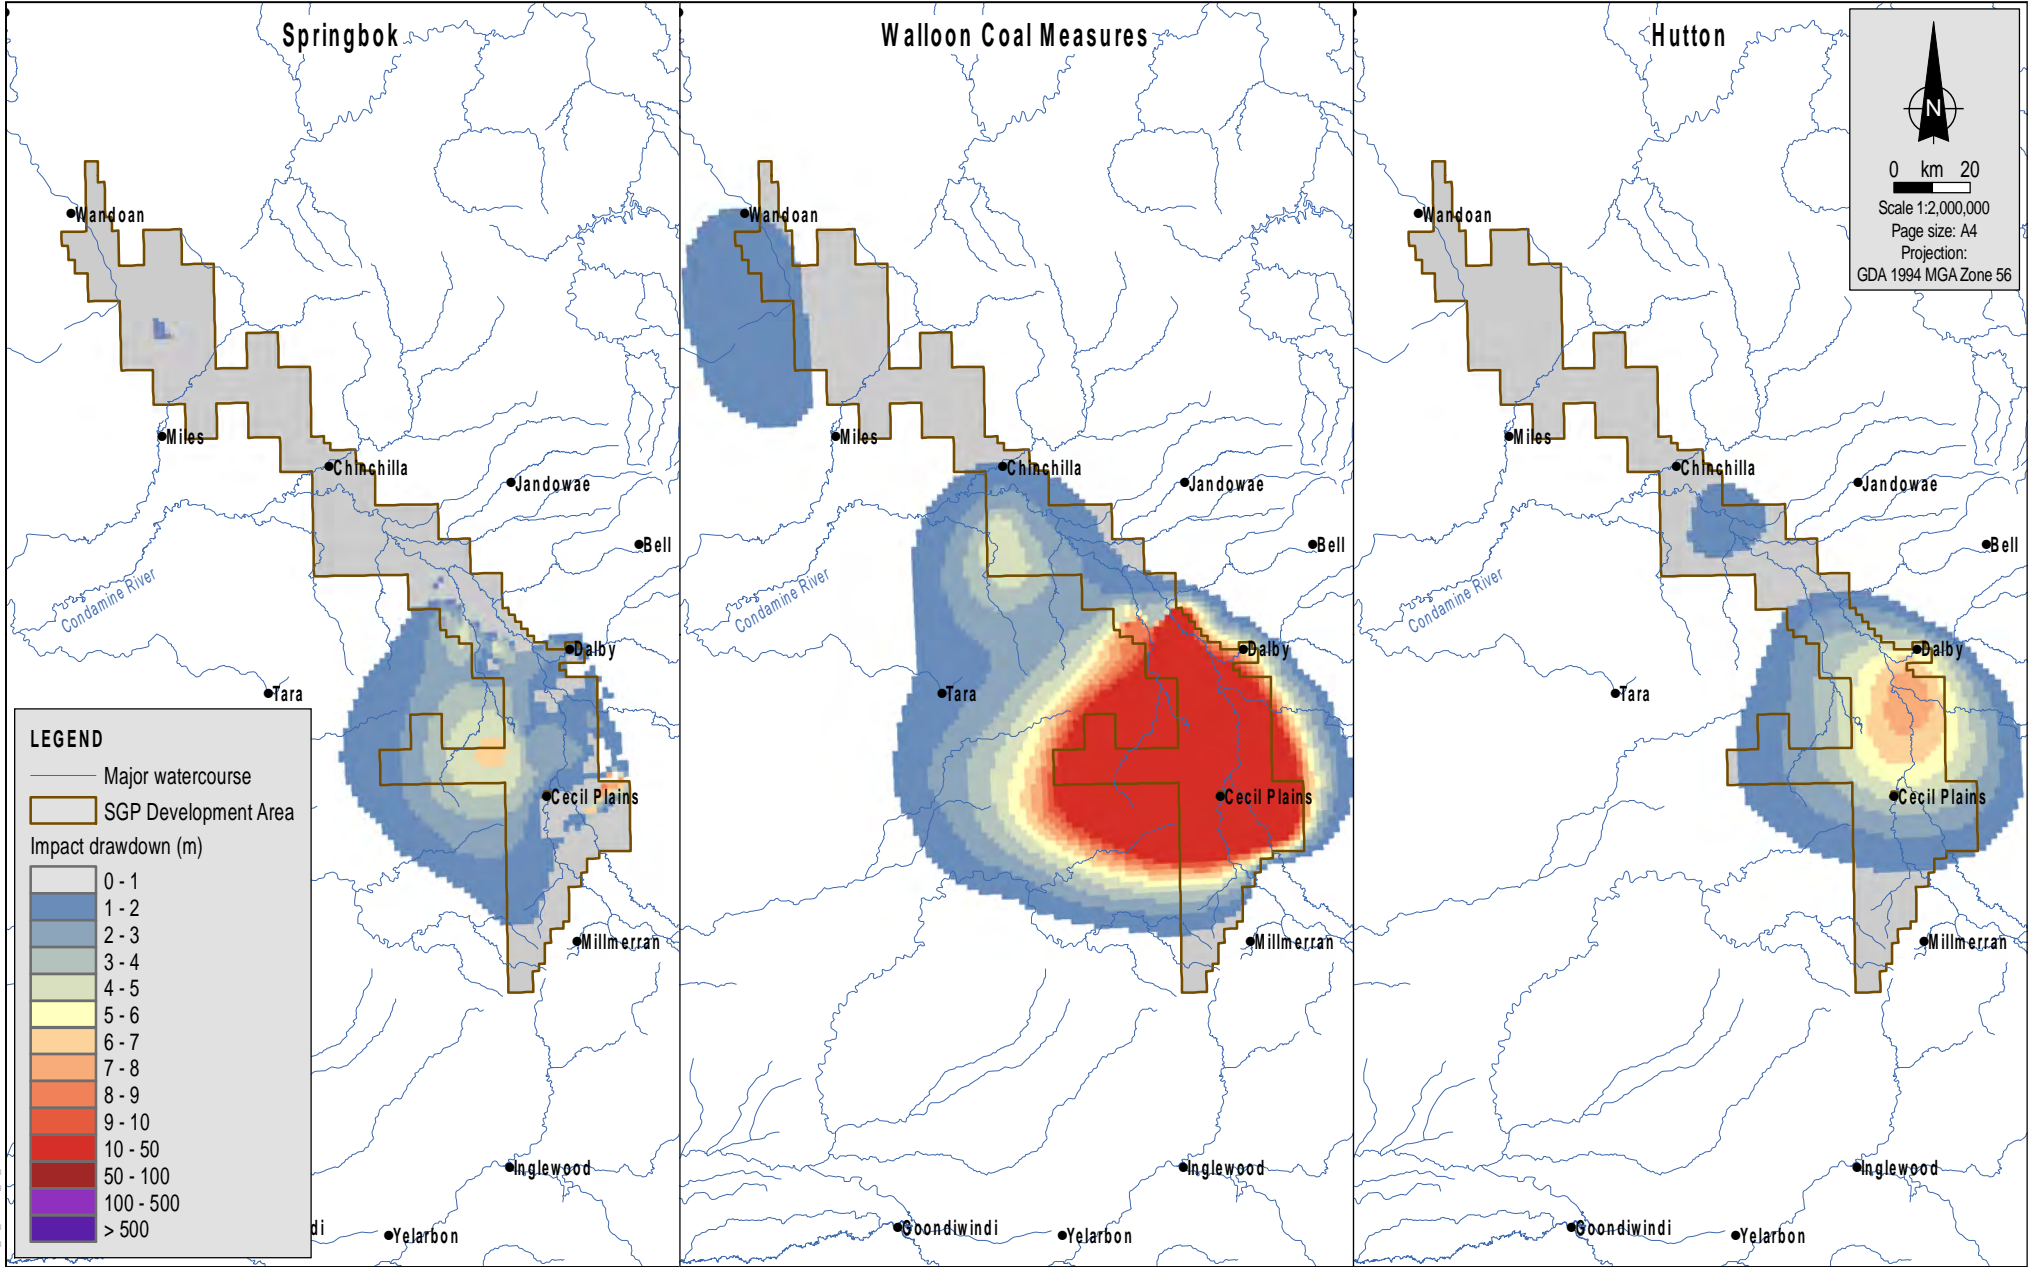 Springbok
Wandoan
Miles
Chinchilla
Jandowae
Bell
Condamine River
Dalby
Tara
Cecil Plains
Millmerran
Inglewood
di
Yelarbon
LEGEND
Major watercourse
SGP Development Area
Impact drawdown (m)
0 - 1
1 - 2
2 - 3
3 - 4
4 - 5
5 - 6
6 - 7
7 - 8
8 - 9
9 - 10
10 - 50
50 - 100
100 - 500
> 500
Walloon Coal Measures
Wandoan
Miles
Chinchilla
Jandowae
Bell
Condamine River
Dalby
Tara
Cecil Plains
Millmerran
Inglewood
Goondiwindi
Yelarbon
Hutton
Wandoan
Miles
Chinchilla
Jandowae
Bell
Condamine River
Dalby
Tara
Cecil Plains
Millmerran
Inglewood
Goondiwindi
Yelarbon
N
0 km 20
Scale 1:2,000,000
Page size: A4
Projection:
GDA 1994 MGA Zone 56